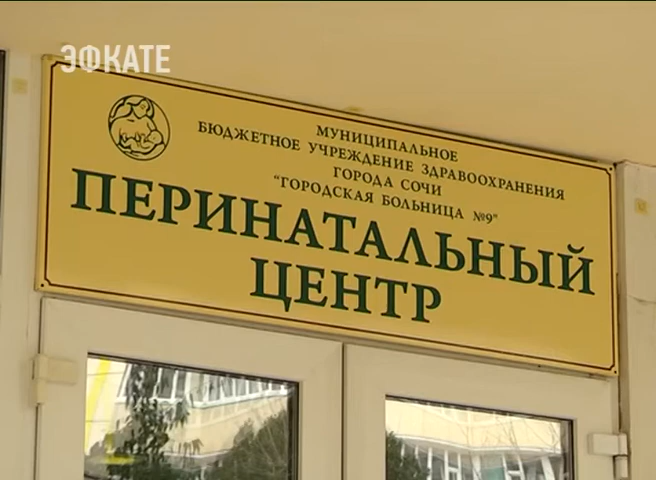 ЭФКАТЕ
МУНИЦИПАЛЬНОЕ
БЮДЖЕТНОЕ УЧРЕЖДЕНИЕ ЗДРАВООХРАНЕНИЯ
ГОРОДА СОЧИ
"ГОРОДСКАЯ БОЛЬНИЦА №9"
ПЕРИНАТАЛЬНЫЙ
ЦЕНТР